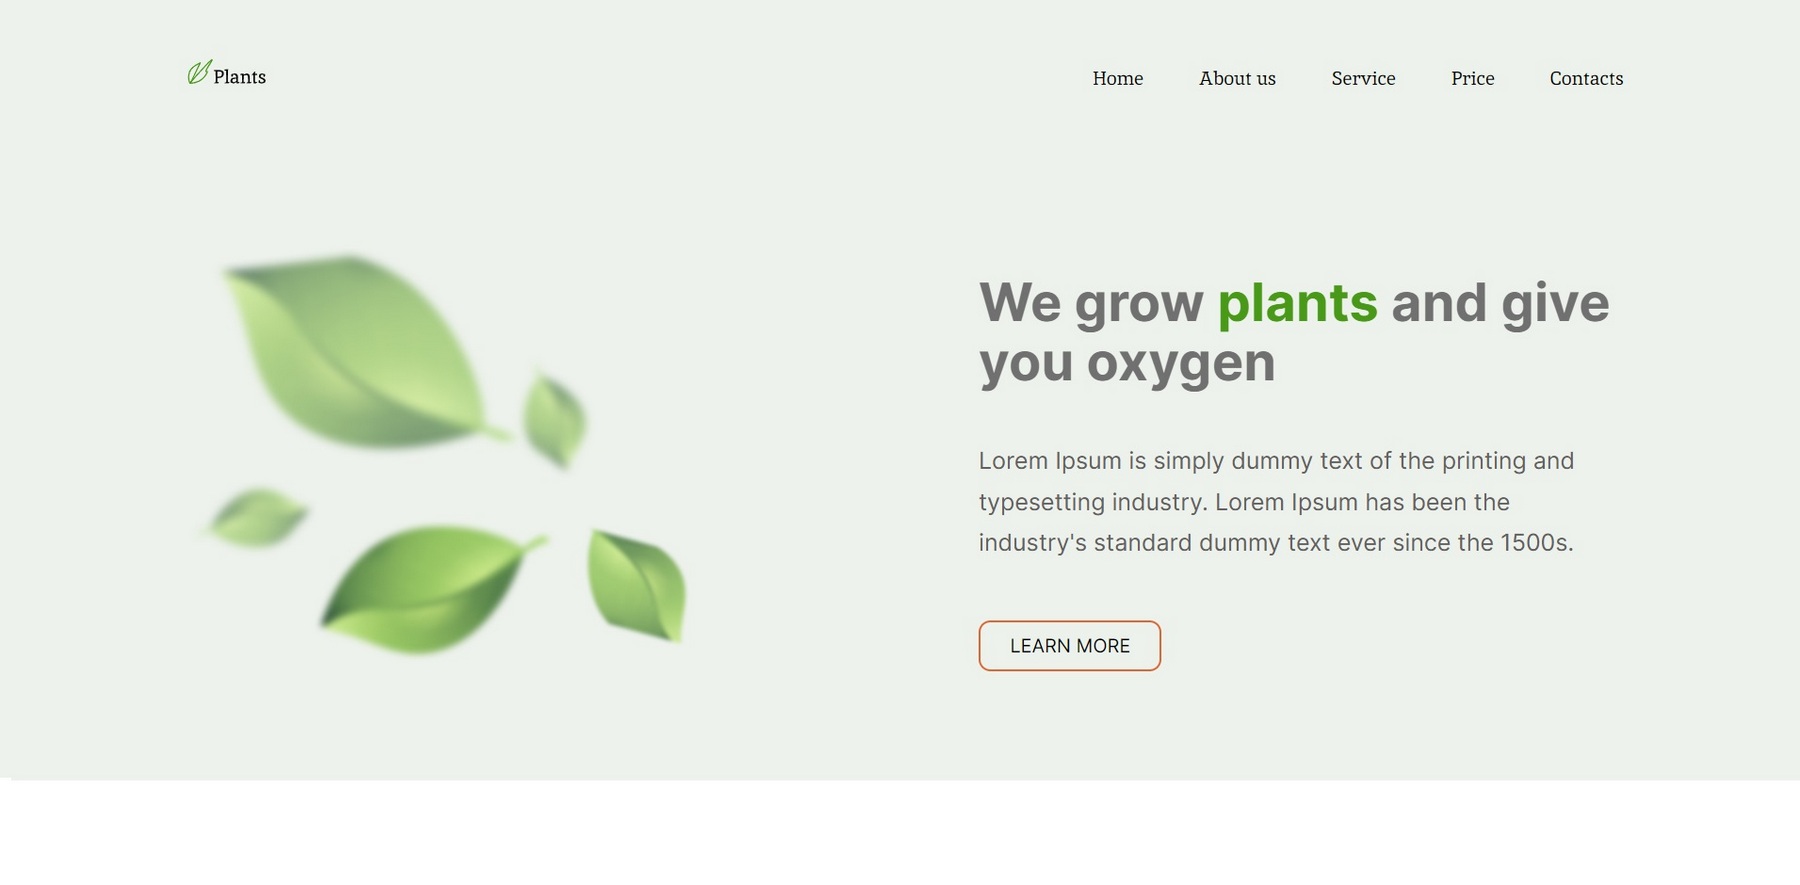 Plants
Home About us Service Price Contacts
We grow plants and give
you oxygen
Lorem Ipsum is simply dummy text of the printing and
typesetting industry. Lorem Ipsum has been the
industry's standard dummy text ever since the 1500s.
LEARN MORE